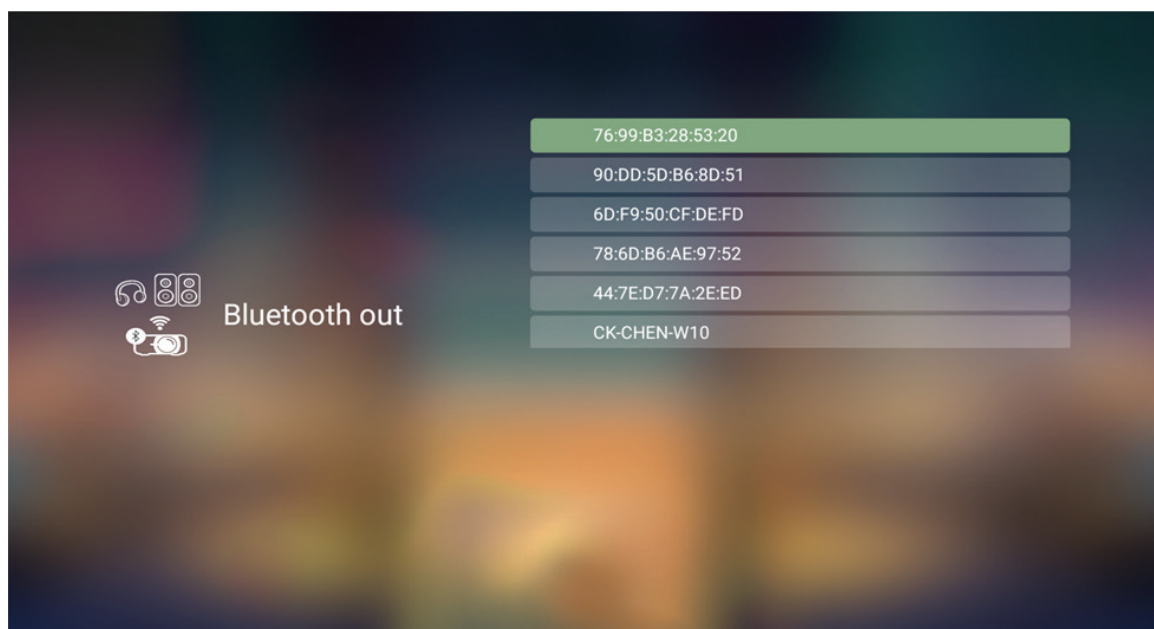 Bluetooth out
76:99:B3:28:53:20
90:DD:5D:B6:8D:51
6D:F9:50:CF:DE:FD
78:6D:B6:AE:97:52
44:7E:D7:7A:2E:ED
CK-CHEN-W10